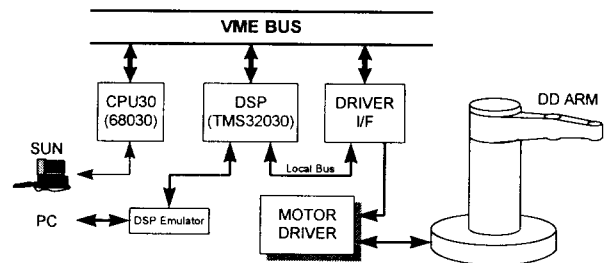 VME BUS
CPU30
(68030)
DSP
(TMS32030)
DRIVER
I/F
DD ARM
SUN
Local Bus
PC
DSP Emulator
MOTOR
DRIVER